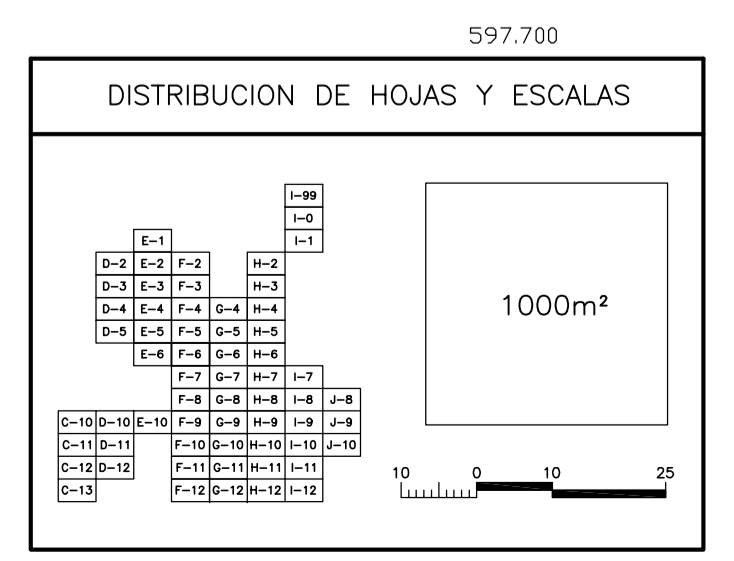 597.700
DISTRIBUCION DE HOJAS Y ESCALAS
I-99
I-0
E-1 I-1
D-2 E-2 F-2 H-2
D-3 E-3 F-3 H-3
D-4 E-4 F-4 G-4 H-4
D-5 E-5 F-5 G-5 H-5
E-6 F-6 G-6 H-6
F-7 G-7 H-7 I-7
F-8 G-8 H-8 I-8 J-8
C-10 D-10 E-10 F-9 G-9 H-9 I-9 J-9
C-11 D-11 F-10 G-10 H-10 I-10 J-10
C-12 D-12 F-11 G-11 H-11 I-11
C-13 F-12 G-12 H-12 I-12
1000m²
10 0 10 25